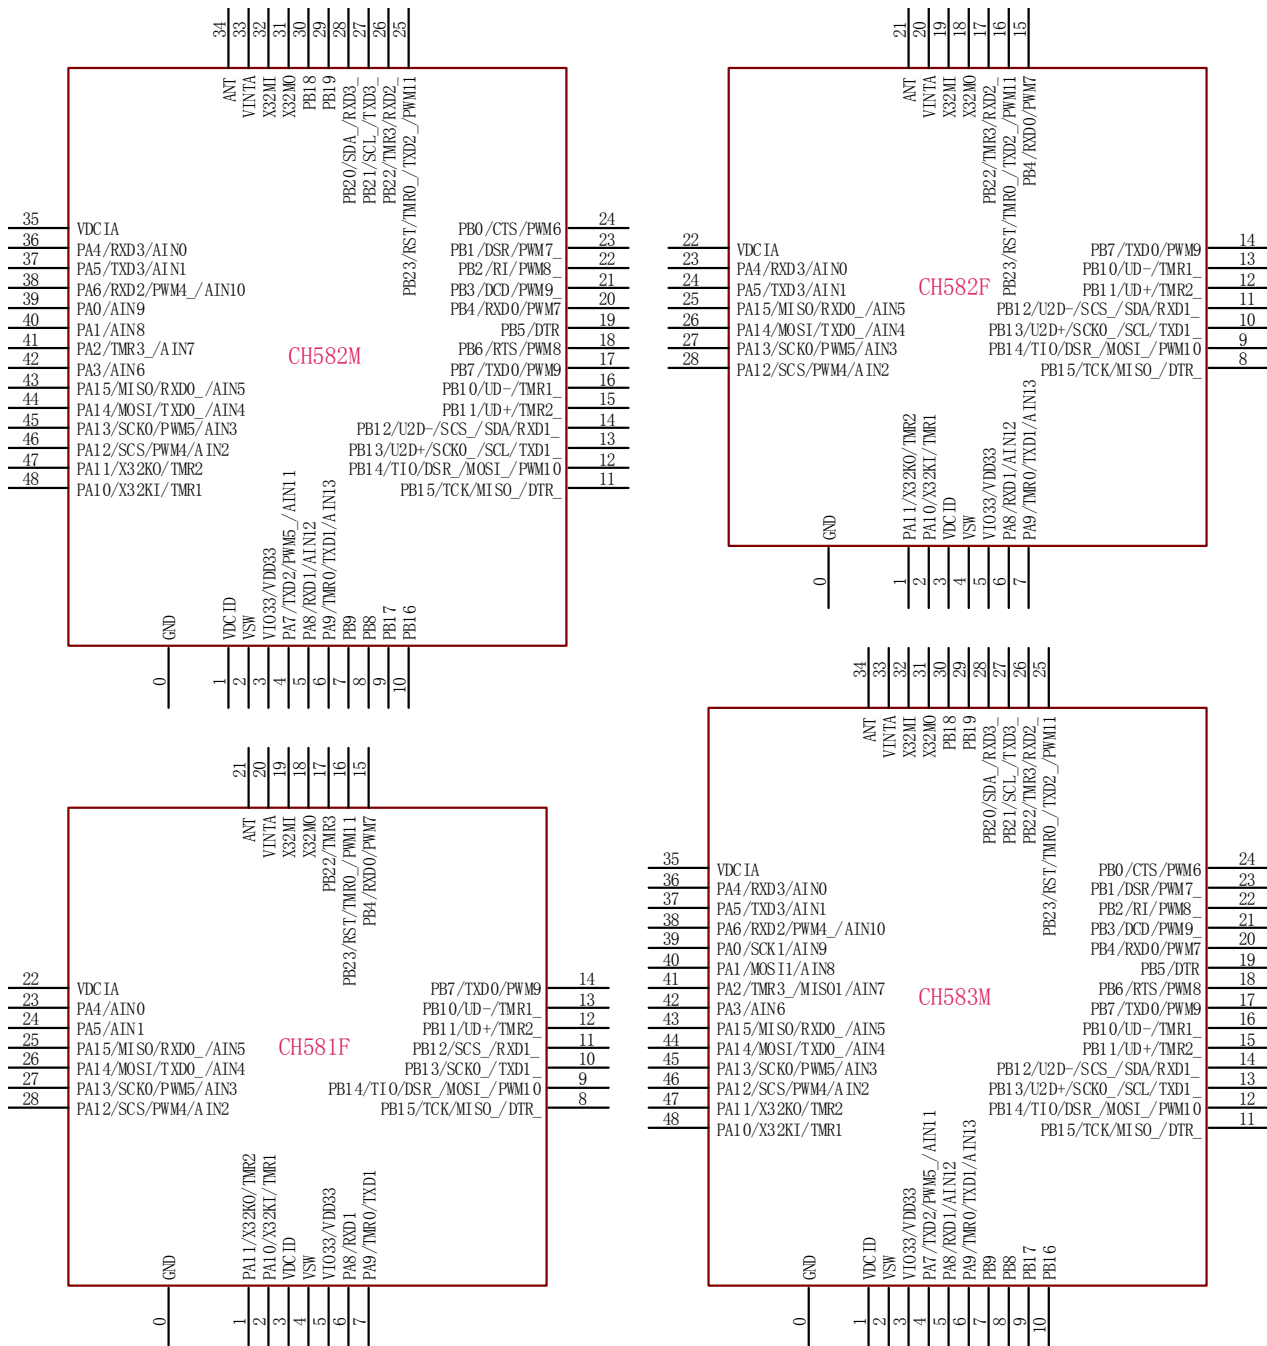 CH582M
34 ANT
33 VINTA
32 X32MI
31 X32MO
30 PB18
29 PB19
28 PB20/SDA_/RXD3_
27 PB21/SCL_/TXD3_
26 PB22/TMR3/RXD2_
25 PB23/RST/TMR0_/TXD2_/PWM11
35 VDCIA
36 PA4/RXD3/AIN0
37 PA5/TXD3/AIN1
38 PA6/RXD2/PWM4_/AIN10
39 PA0/AIN9
40 PA1/AIN8
41 PA2/TMR3_/AIN7
42 PA3/AIN6
43 PA15/MISO/RXD0_/AIN5
44 PA14/MOSI/TXD0_/AIN4
45 PA13/SCK0/PWM5/AIN3
46 PA12/SCS/PWM4/AIN2
47 PA11/X32KO/TMR2
48 PA10/X32KI/TMR1
PB0/CTS/PWM6 24
PB1/DSR/PWM7_ 23
PB2/RI/PWM8_ 22
PB3/DCD/PWM9_ 21
PB4/RXD0/PWM7 20
PB5/DTR 19
PB6/RTS/PWM8 18
PB7/TXD0/PWM9 17
PB10/UD-/TMR1_ 16
PB11/UD+/TMR2_ 15
PB12/U2D-/SCS_/SDA/RXD1_ 14
PB13/U2D+/SCK0_/SCL/TXD1_ 13
PB14/TIO/DSR_/MOSI_/PWM10 12
PB15/TCK/MISO_/DTR_ 11
0 GND
1 VDCID
2 VSW
3 VIO33/VDD33
4 PA7/TXD2/PWM5_/AIN11
5 PA8/RXD1/AIN12
6 PA9/TMR0/TXD1/AIN13
7 PB9
8 PB8
9 PB17
10 PB16
CH582F
21 ANT
20 VINTA
19 X32MI
18 X32MO
17 PB22/TMR3/RXD2_
16 PB23/RST/TMR0_/TXD2_/PWM11
15 PB4/RXD0/PWM7
22 VDCIA
23 PA4/RXD3/AIN0
24 PA5/TXD3/AIN1
25 PA15/MISO/RXD0_/AIN5
26 PA14/MOSI/TXD0_/AIN4
27 PA13/SCK0/PWM5/AIN3
28 PA12/SCS/PWM4/AIN2
PB7/TXD0/PWM9 14
PB10/UD-/TMR1_ 13
PB11/UD+/TMR2_ 12
PB12/U2D-/SCS_/SDA/RXD1_ 11
PB13/U2D+/SCK0_/SCL/TXD1_ 10
PB14/TIO/DSR_/MOSI_/PWM10 9
PB15/TCK/MISO_/DTR_ 8
0 GND
1 PA11/X32KO/TMR2
2 PA10/X32KI/TMR1
3 VDCID
4 VSW
5 VIO33/VDD33
6 PA8/RXD1/AIN12
7 PA9/TMR0/TXD1/AIN13
CH581F
21 ANT
20 VINTA
19 X32MI
18 X32MO
17 PB22/TMR3
16 PB23/RST/TMR0_/PWM11
15 PB4/RXD0/PWM7
22 VDCIA
23 PA4/AIN0
24 PA5/AIN1
25 PA15/MISO/RXD0_/AIN5
26 PA14/MOSI/TXD0_/AIN4
27 PA13/SCK0/PWM5/AIN3
28 PA12/SCS/PWM4/AIN2
PB7/TXD0/PWM9 14
PB10/UD-/TMR1_ 13
PB11/UD+/TMR2_ 12
PB12/SCS_/RXD1_ 11
PB13/SCK0_/TXD1_ 10
PB14/TIO/DSR_/MOSI_/PWM10 9
PB15/TCK/MISO_/DTR_ 8
0 GND
1 PA11/X32KO/TMR2
2 PA10/X32KI/TMR1
3 VDCID
4 VSW
5 VIO33/VDD33
6 PA8/RXD1
7 PA9/TMR0/TXD1
CH583M
34 ANT
33 VINTA
32 X32MI
31 X32MO
30 PB18
29 PB19
28 PB20/SDA_/RXD3_
27 PB21/SCL_/TXD3_
26 PB22/TMR3/RXD2_
25 PB23/RST/TMR0_/TXD2_/PWM11
35 VDCIA
36 PA4/RXD3/AIN0
37 PA5/TXD3/AIN1
38 PA6/RXD2/PWM4_/AIN10
39 PA0/SCK1/AIN9
40 PA1/MOSI1/AIN8
41 PA2/TMR3_/MISO1/AIN7
42 PA3/AIN6
43 PA15/MISO/RXD0_/AIN5
44 PA14/MOSI/TXD0_/AIN4
45 PA13/SCK0/PWM5/AIN3
46 PA12/SCS/PWM4/AIN2
47 PA11/X32KO/TMR2
48 PA10/X32KI/TMR1
PB0/CTS/PWM6 24
PB1/DSR/PWM7_ 23
PB2/RI/PWM8_ 22
PB3/DCD/PWM9_ 21
PB4/RXD0/PWM7 20
PB5/DTR 19
PB6/RTS/PWM8 18
PB7/TXD0/PWM9 17
PB10/UD-/TMR1_ 16
PB11/UD+/TMR2_ 15
PB12/U2D-/SCS_/SDA/RXD1_ 14
PB13/U2D+/SCK0_/SCL/TXD1_ 13
PB14/TIO/DSR_/MOSI_/PWM10 12
PB15/TCK/MISO_/DTR_ 11
0 GND
1 VDCID
2 VSW
3 VIO33/VDD33
4 PA7/TXD2/PWM5_/AIN11
5 PA8/RXD1/AIN12
6 PA9/TMR0/TXD1/AIN13
7 PB9
8 PB8
9 PB17
10 PB16